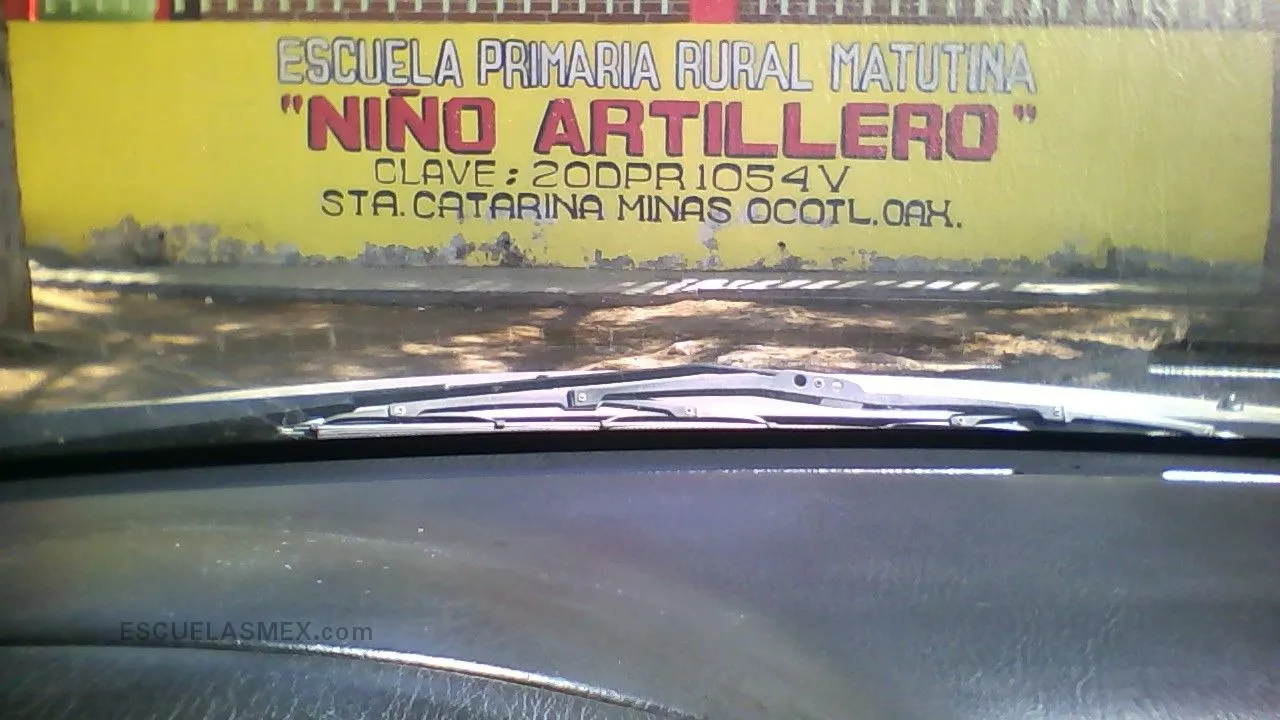 ESCUELA PRIMARIA RURAL MATUTINA
"NIÑO ARTILLERO"
CLAVE: 20DPR1054V
STA. CATARINA MINAS OCOTL. OAX.
ESCUELASMEX.com